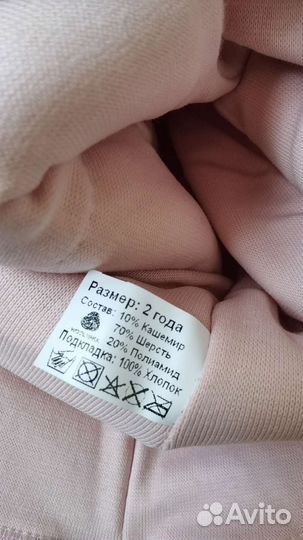 Размер: 2 года
Состав: 10% Кашемир
70% Шерсть
20% Полиамид
Подкладка: 100% Хлопок
Avito